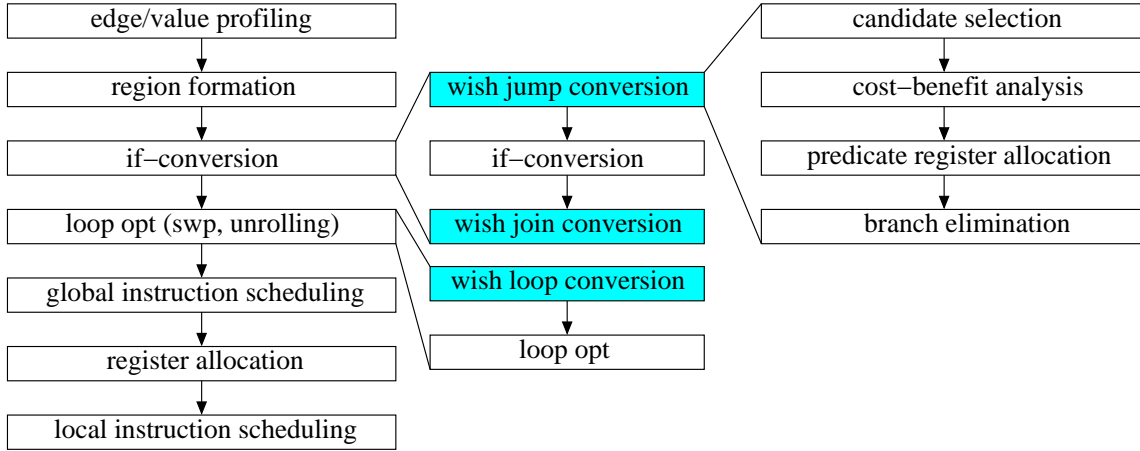 edge/value profiling
region formation
if−conversion
loop opt (swp, unrolling)
global instruction scheduling
register allocation
local instruction scheduling
wish jump conversion
if−conversion
wish join conversion
wish loop conversion
loop opt
candidate selection
cost−benefit analysis
predicate register allocation
branch elimination